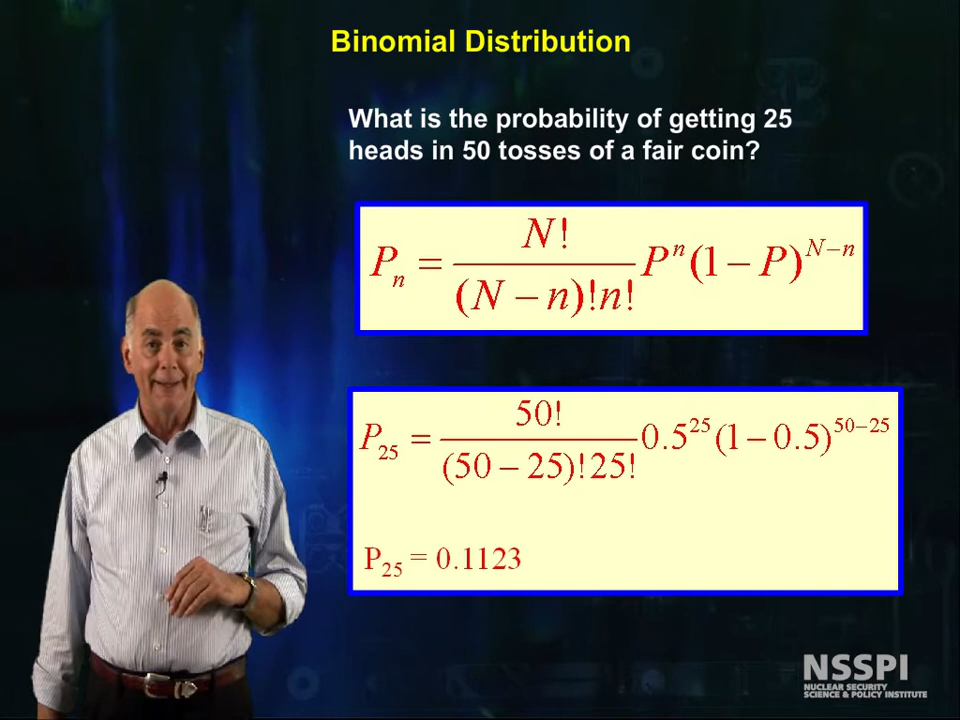 Binomial Distribution
What is the probability of getting 25
heads in 50 tosses of a fair coin?
Pₙ = N! / (N − n)!n! Pⁿ(1 − P)ᴺ⁻ⁿ
P₂₅ = 50! / (50 − 25)!25! 0.5²⁵(1 − 0.5)⁵⁰⁻²⁵
P₂₅ = 0.1123
NSSPI
NUCLEAR SECURITY
SCIENCE & POLICY INSTITUTE